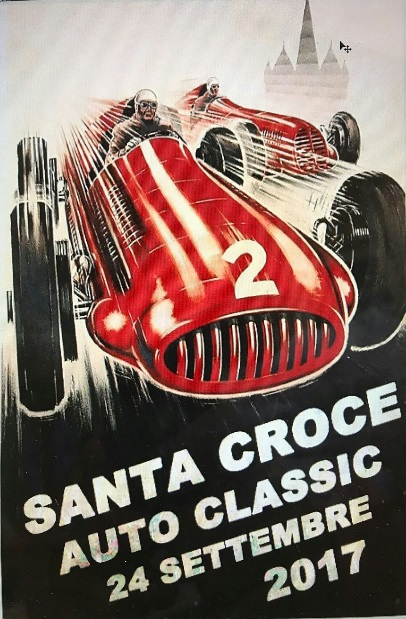 2
SANTA CROCE
AUTO CLASSIC
24 SETTEMBRE
2017